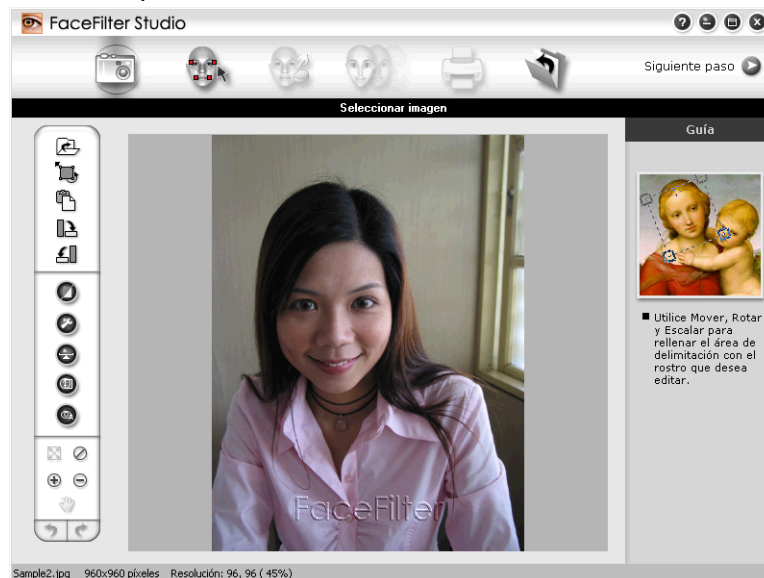 FaceFilter Studio
Siguiente paso
Seleccionar imagen
Guía
Utilice Mover, Rotar
y Escalar para
rellenar el área de
delimitación con el
rostro que desea
editar.
FaceFilter
Sample2.jpg 960x960 píxeles Resolución: 96, 96 ( 45%)